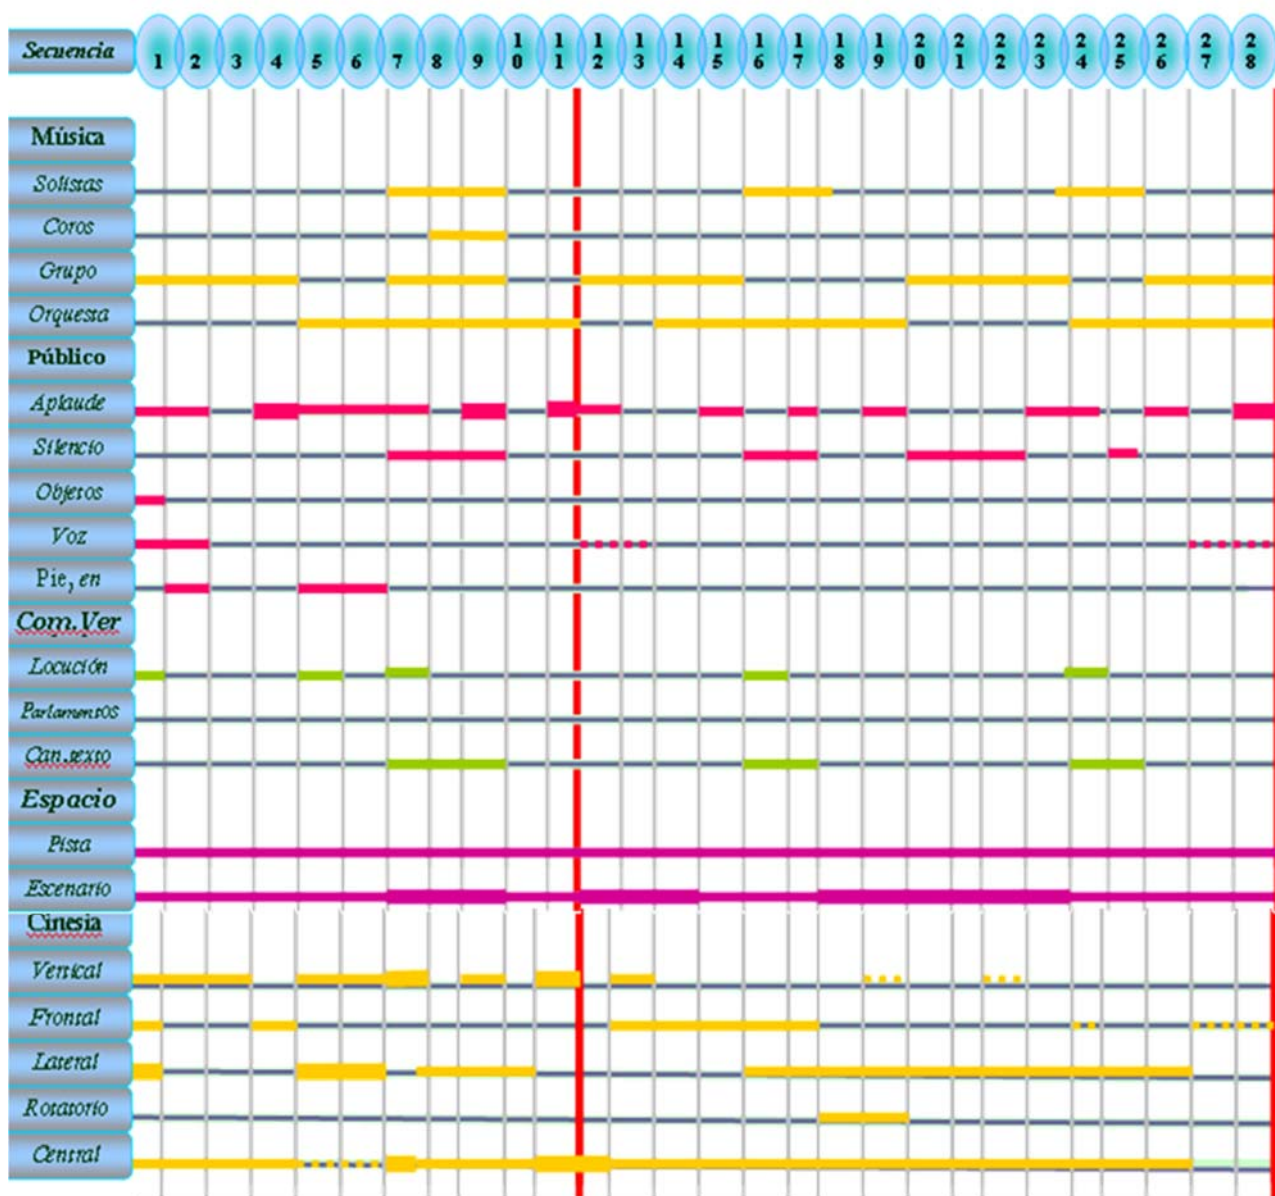 Secuencia 1 2 3 4 5 6 7 8 9 10 11 12 13 14 15 16 17 18 19 20 21 22 23 24 25 26 27 28
Música
Solistas
Coros
Grupo
Orquesta
Público
Aplaude
Silencio
Objetos
Voz
Pie, en
Com.Ver
Locución
Parlamentos
Can.texto
Espacio
Pista
Escenario
Cinesia
Vertical
Frontal
Lateral
Rotatorio
Central